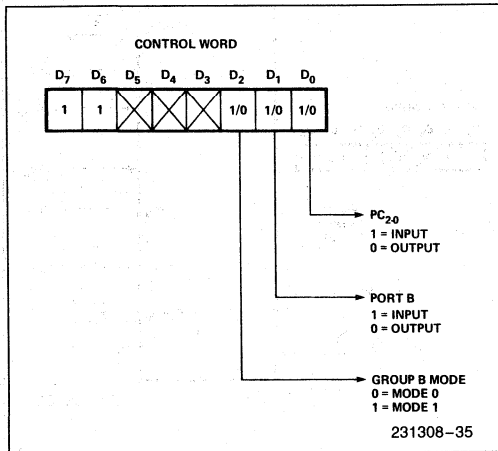 CONTROL WORD
D7 D6 D5 D4 D3 D2 D1 D0
1 1 1/0 1/0 1/0
PC2-0
1 = INPUT
0 = OUTPUT
PORT B
1 = INPUT
0 = OUTPUT
GROUP B MODE
0 = MODE 0
1 = MODE 1
231308-35